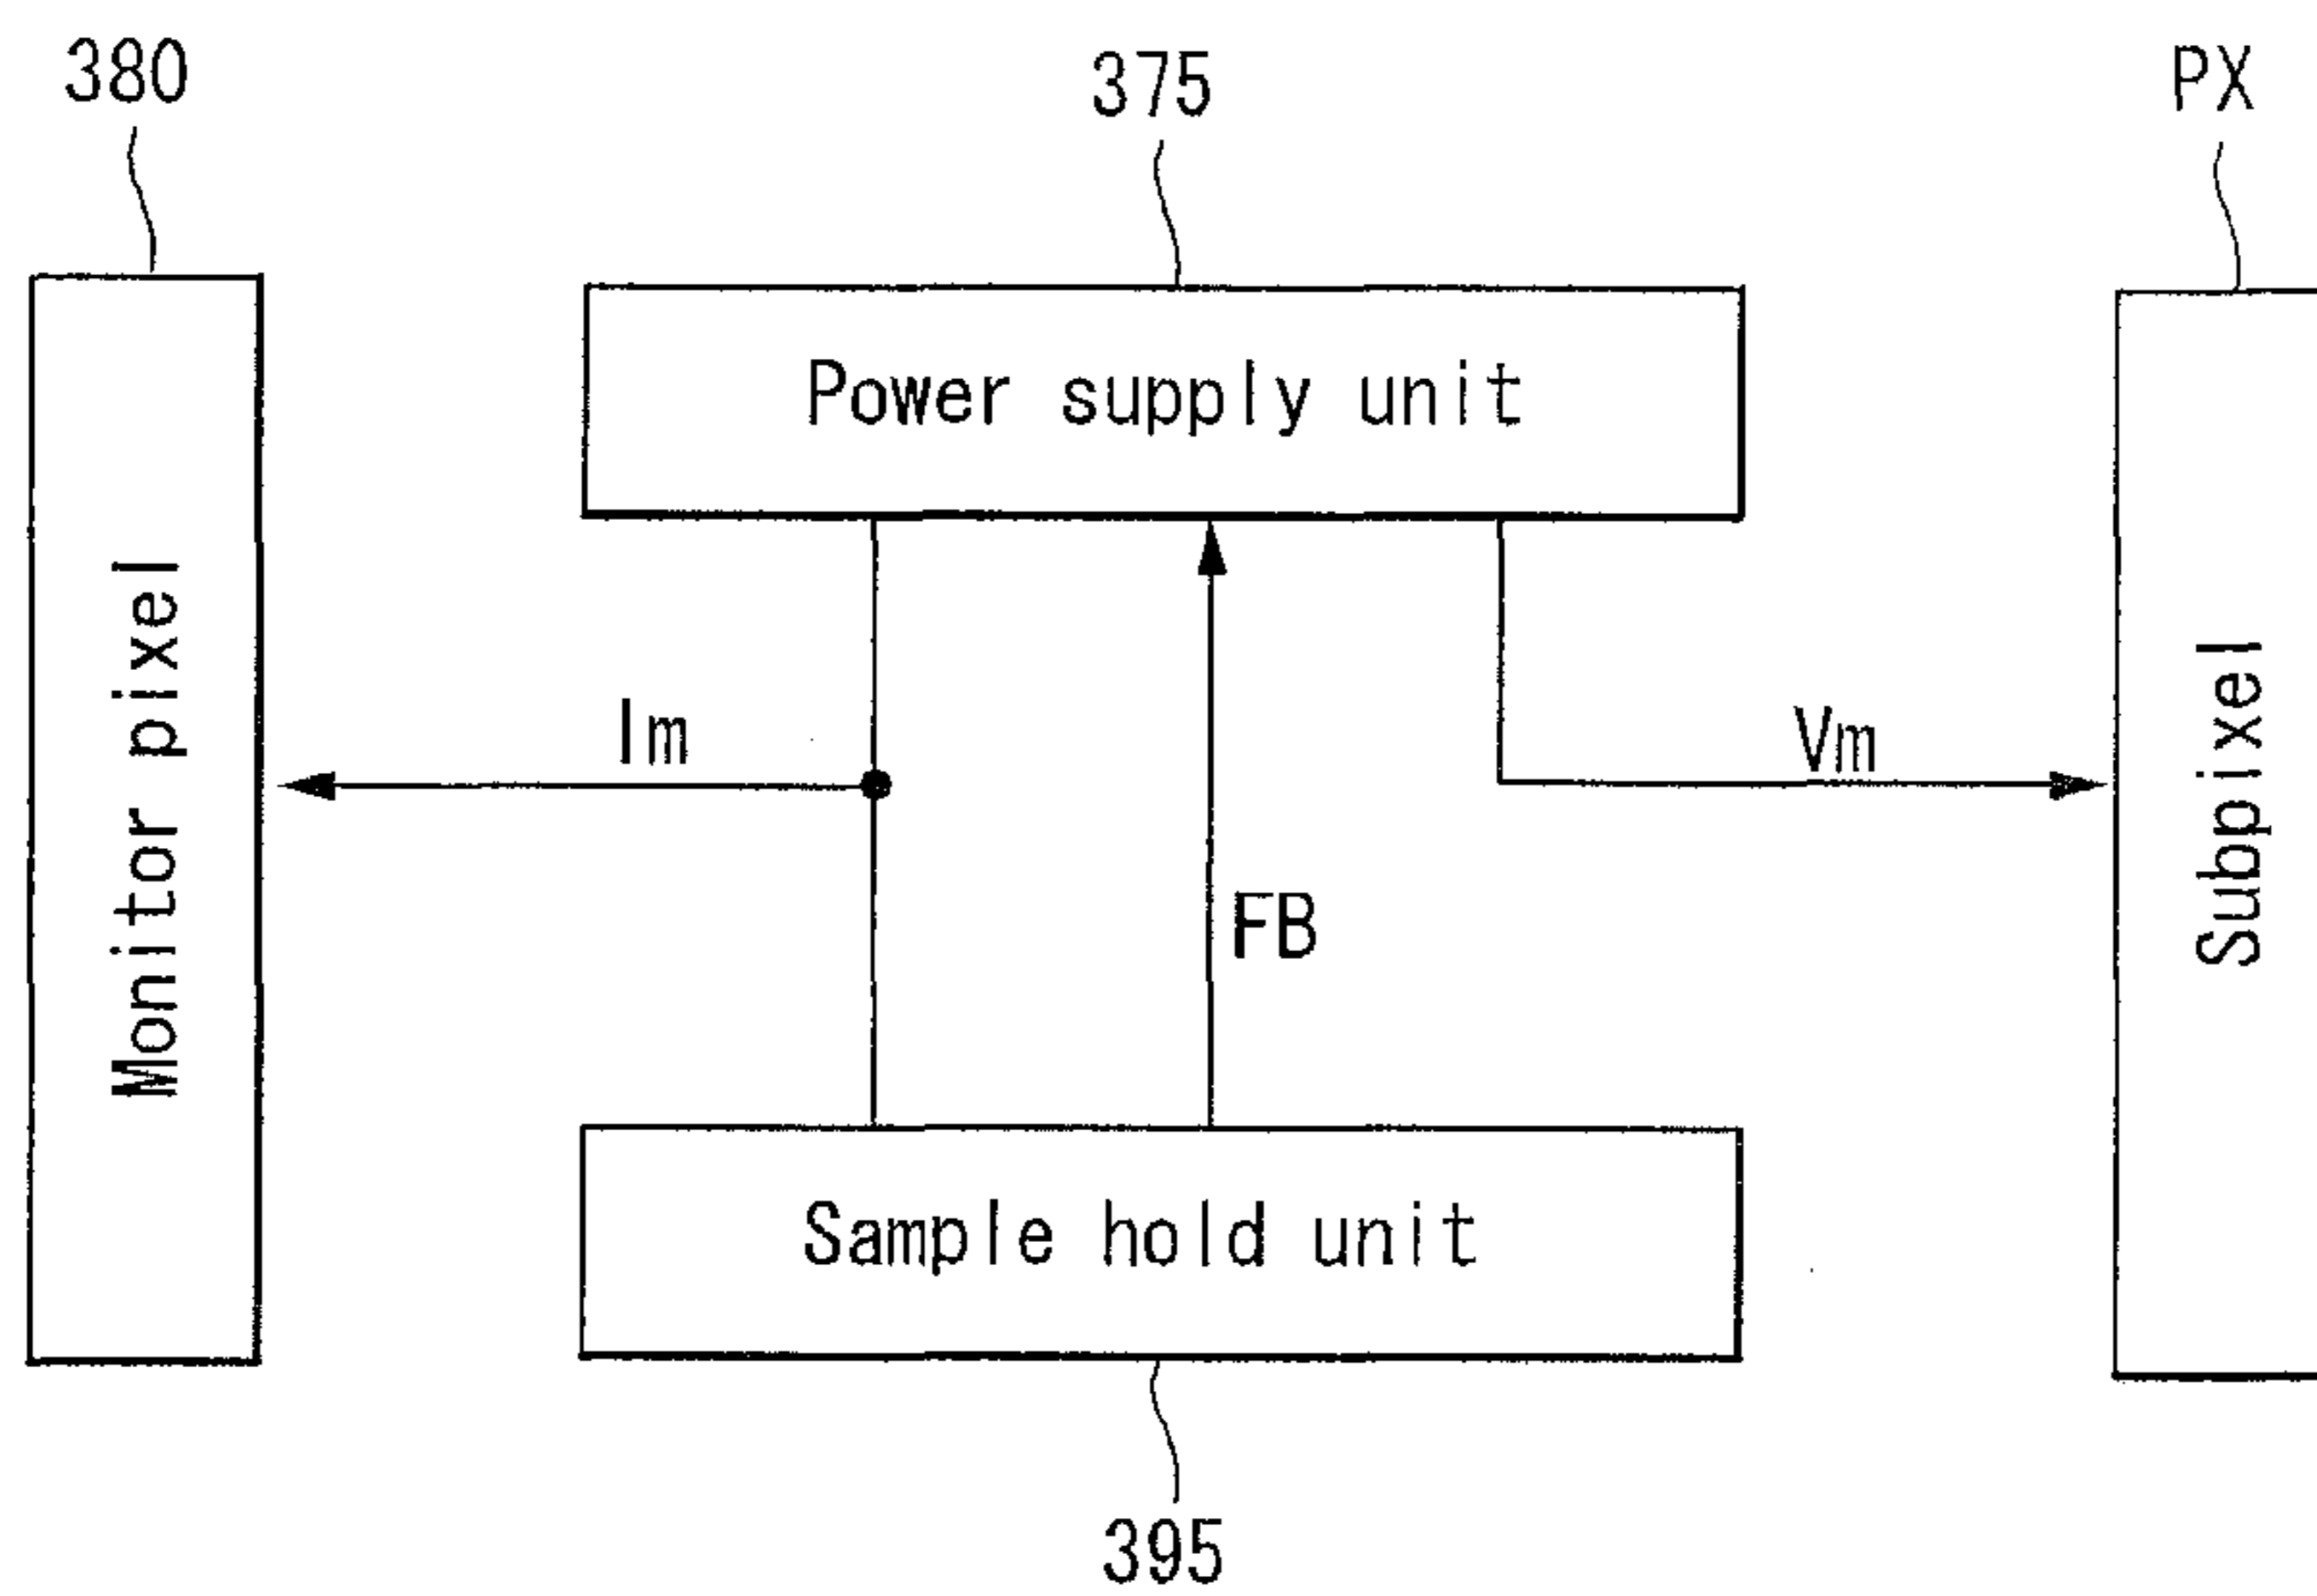 380
375
PX
Power supply unit
Monitor pixel
Im
Vm
Subpixel
FB
Sample hold unit
395